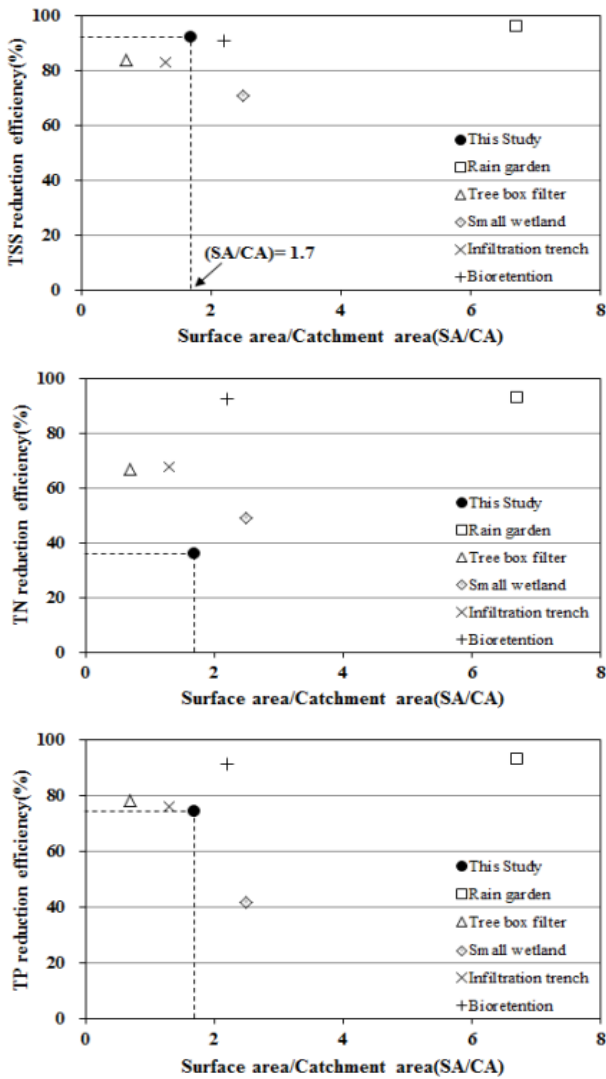 100
80
60
40
20
0
TSS reduction efficiency(%)
This Study
Rain garden
Tree box filter
Small wetland
Infiltration trench
Bioretention
(SA/CA)= 1.7
0 2 4 6 8
Surface area/Catchment area(SA/CA)
100
80
60
40
20
0
TN reduction efficiency(%)
This Study
Rain garden
Tree box filter
Small wetland
Infiltration trench
Bioretention
0 2 4 6 8
Surface area/Catchment area(SA/CA)
100
80
60
40
20
0
TP reduction efficiency(%)
This Study
Rain garden
Tree box filter
Small wetland
Infiltration trench
Bioretention
0 2 4 6 8
Surface area/Catchment area(SA/CA)